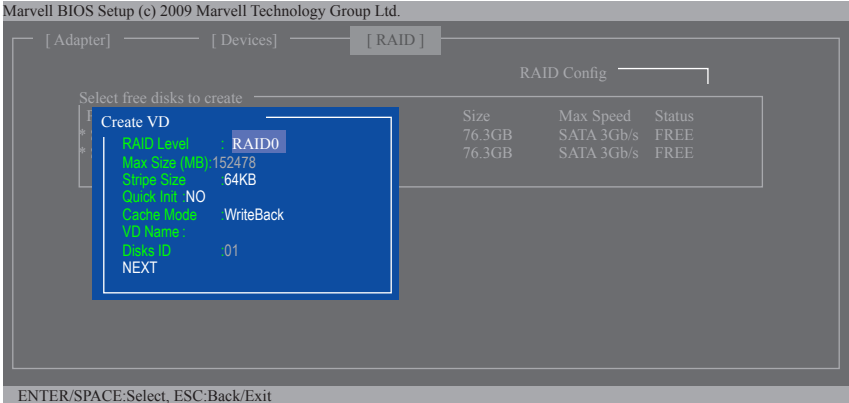 Marvell BIOS Setup (c) 2009 Marvell Technology Group Ltd.
[ Adapter] [ Devices] [ RAID ]
RAID Config
Select free disks to create
Size Max Speed Status
* 76.3GB SATA 3Gb/s FREE
* 76.3GB SATA 3Gb/s FREE
Create VD
RAID Level : RAID0
Max Size (MB):152478
Stripe Size :64KB
Quick Init :NO
Cache Mode :WriteBack
VD Name :
Disks ID :01
NEXT
ENTER/SPACE:Select, ESC:Back/Exit